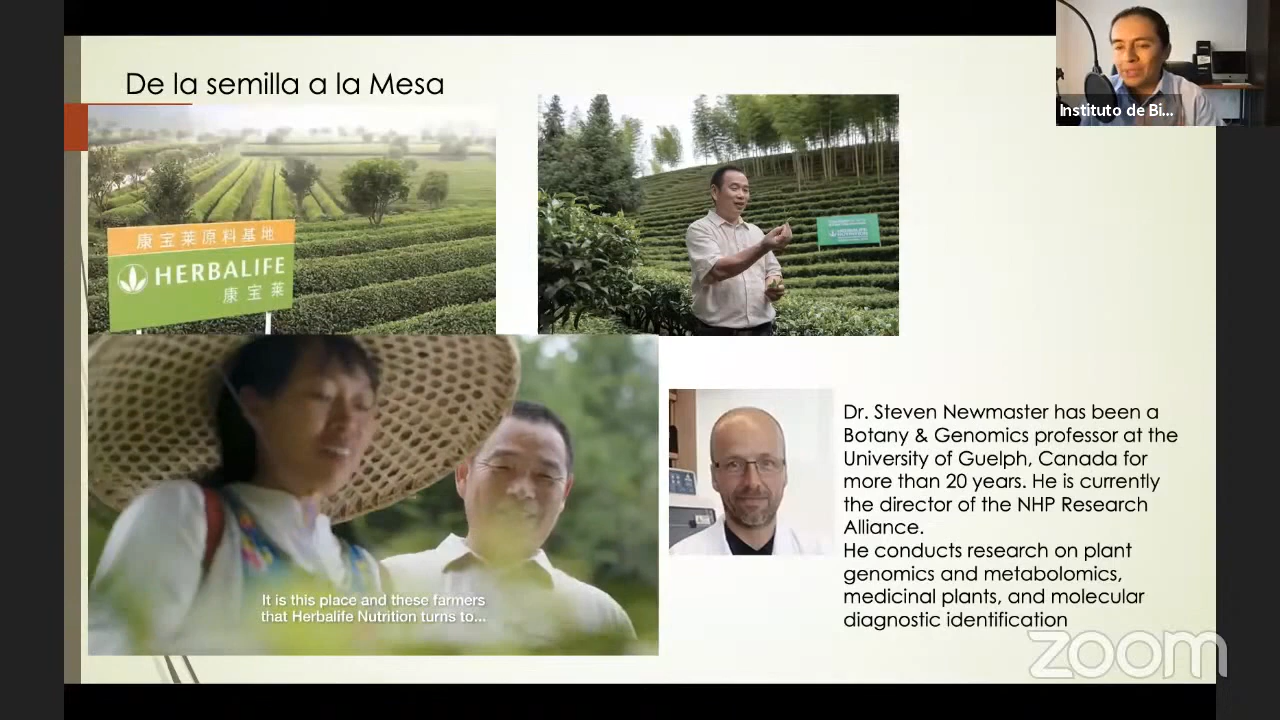 De la semilla a la Mesa
Instituto de Bi...
康宝莱原料基地
HERBALIFE
康宝莱
It is this place and these farmers
that Herbalife Nutrition turns to...
Dr. Steven Newmaster has been a
Botany & Genomics professor at the
University of Guelph, Canada for
more than 20 years. He is currently
the director of the NHP Research
Alliance.
He conducts research on plant
genomics and metabolomics,
medicinal plants, and molecular
diagnostic identification
zoom